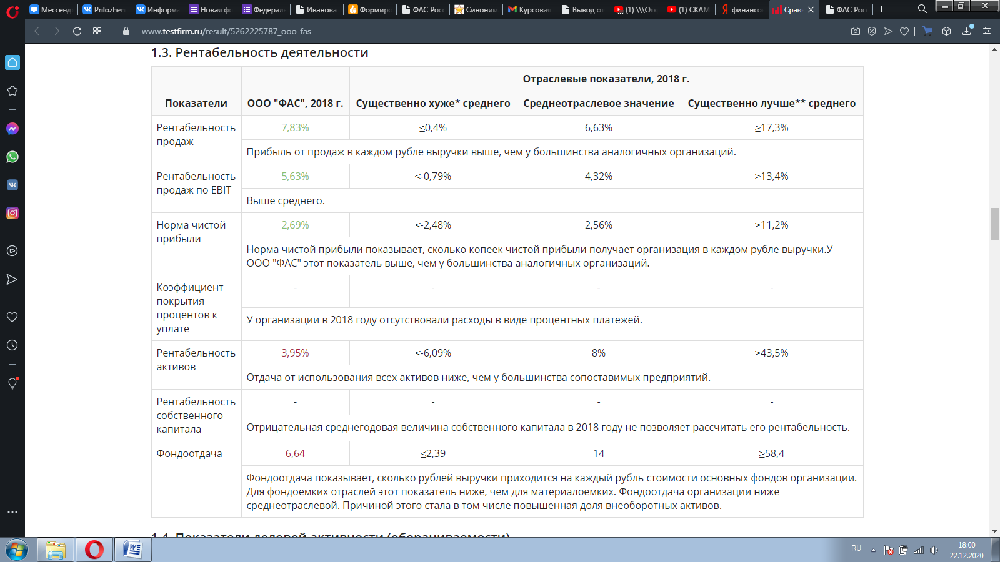 Мессенд
Prilozhen
Информа
Новая фо
Федераль
Иванова
Формиро
ФАС Росс
Синоним
Курсовая
Вывод от
(1) \\\Отк
(1) СКАМ
финансо
Срав
ФАС Росс
www.testfirm.ru/result/5262225787_ooo-fas
1.3. Рентабельность деятельности
Показатели
ООО "ФАС", 2018 г.
Отраслевые показатели, 2018 г.
Существенно хуже* среднего
Среднеотраслевое значение
Существенно лучше** среднего
Рентабельность
продаж
7,83%
≤0,4%
6,63%
≥17,3%
Прибыль от продаж в каждом рубле выручки выше, чем у большинства аналогичных организаций.
Рентабельность
продаж по EBIT
5,63%
≤-0,79%
4,32%
≥13,4%
Выше среднего.
Норма чистой
прибыли
2,69%
≤-2,48%
2,56%
≥11,2%
Норма чистой прибыли показывает, сколько копеек чистой прибыли получает организация в каждом рубле выручки.У
ООО "ФАС" этот показатель выше, чем у большинства аналогичных организаций.
Коэффициент
покрытия
процентов к
уплате
-
-
-
-
У организации в 2018 году отсутствовали расходы в виде процентных платежей.
Рентабельность
активов
3,95%
≤-6,09%
8%
≥43,5%
Отдача от использования всех активов ниже, чем у большинства сопоставимых предприятий.
Рентабельность
собственного
капитала
-
-
-
-
Отрицательная среднегодовая величина собственного капитала в 2018 году не позволяет рассчитать его рентабельность.
Фондоотдача
6,64
≤2,39
14
≥58,4
Фондоотдача показывает, сколько рублей выручки приходится на каждый рубль стоимости основных фондов организации.
Для фондоемких отраслей этот показатель ниже, чем для материалоемких. Фондоотдача организации ниже
среднеотраслевой. Причиной этого стала в том числе повышенная доля внеоборотных активов.
1.4. Показатели деловой активности (оборачиваемости)
RU
18:00
22.12.2020